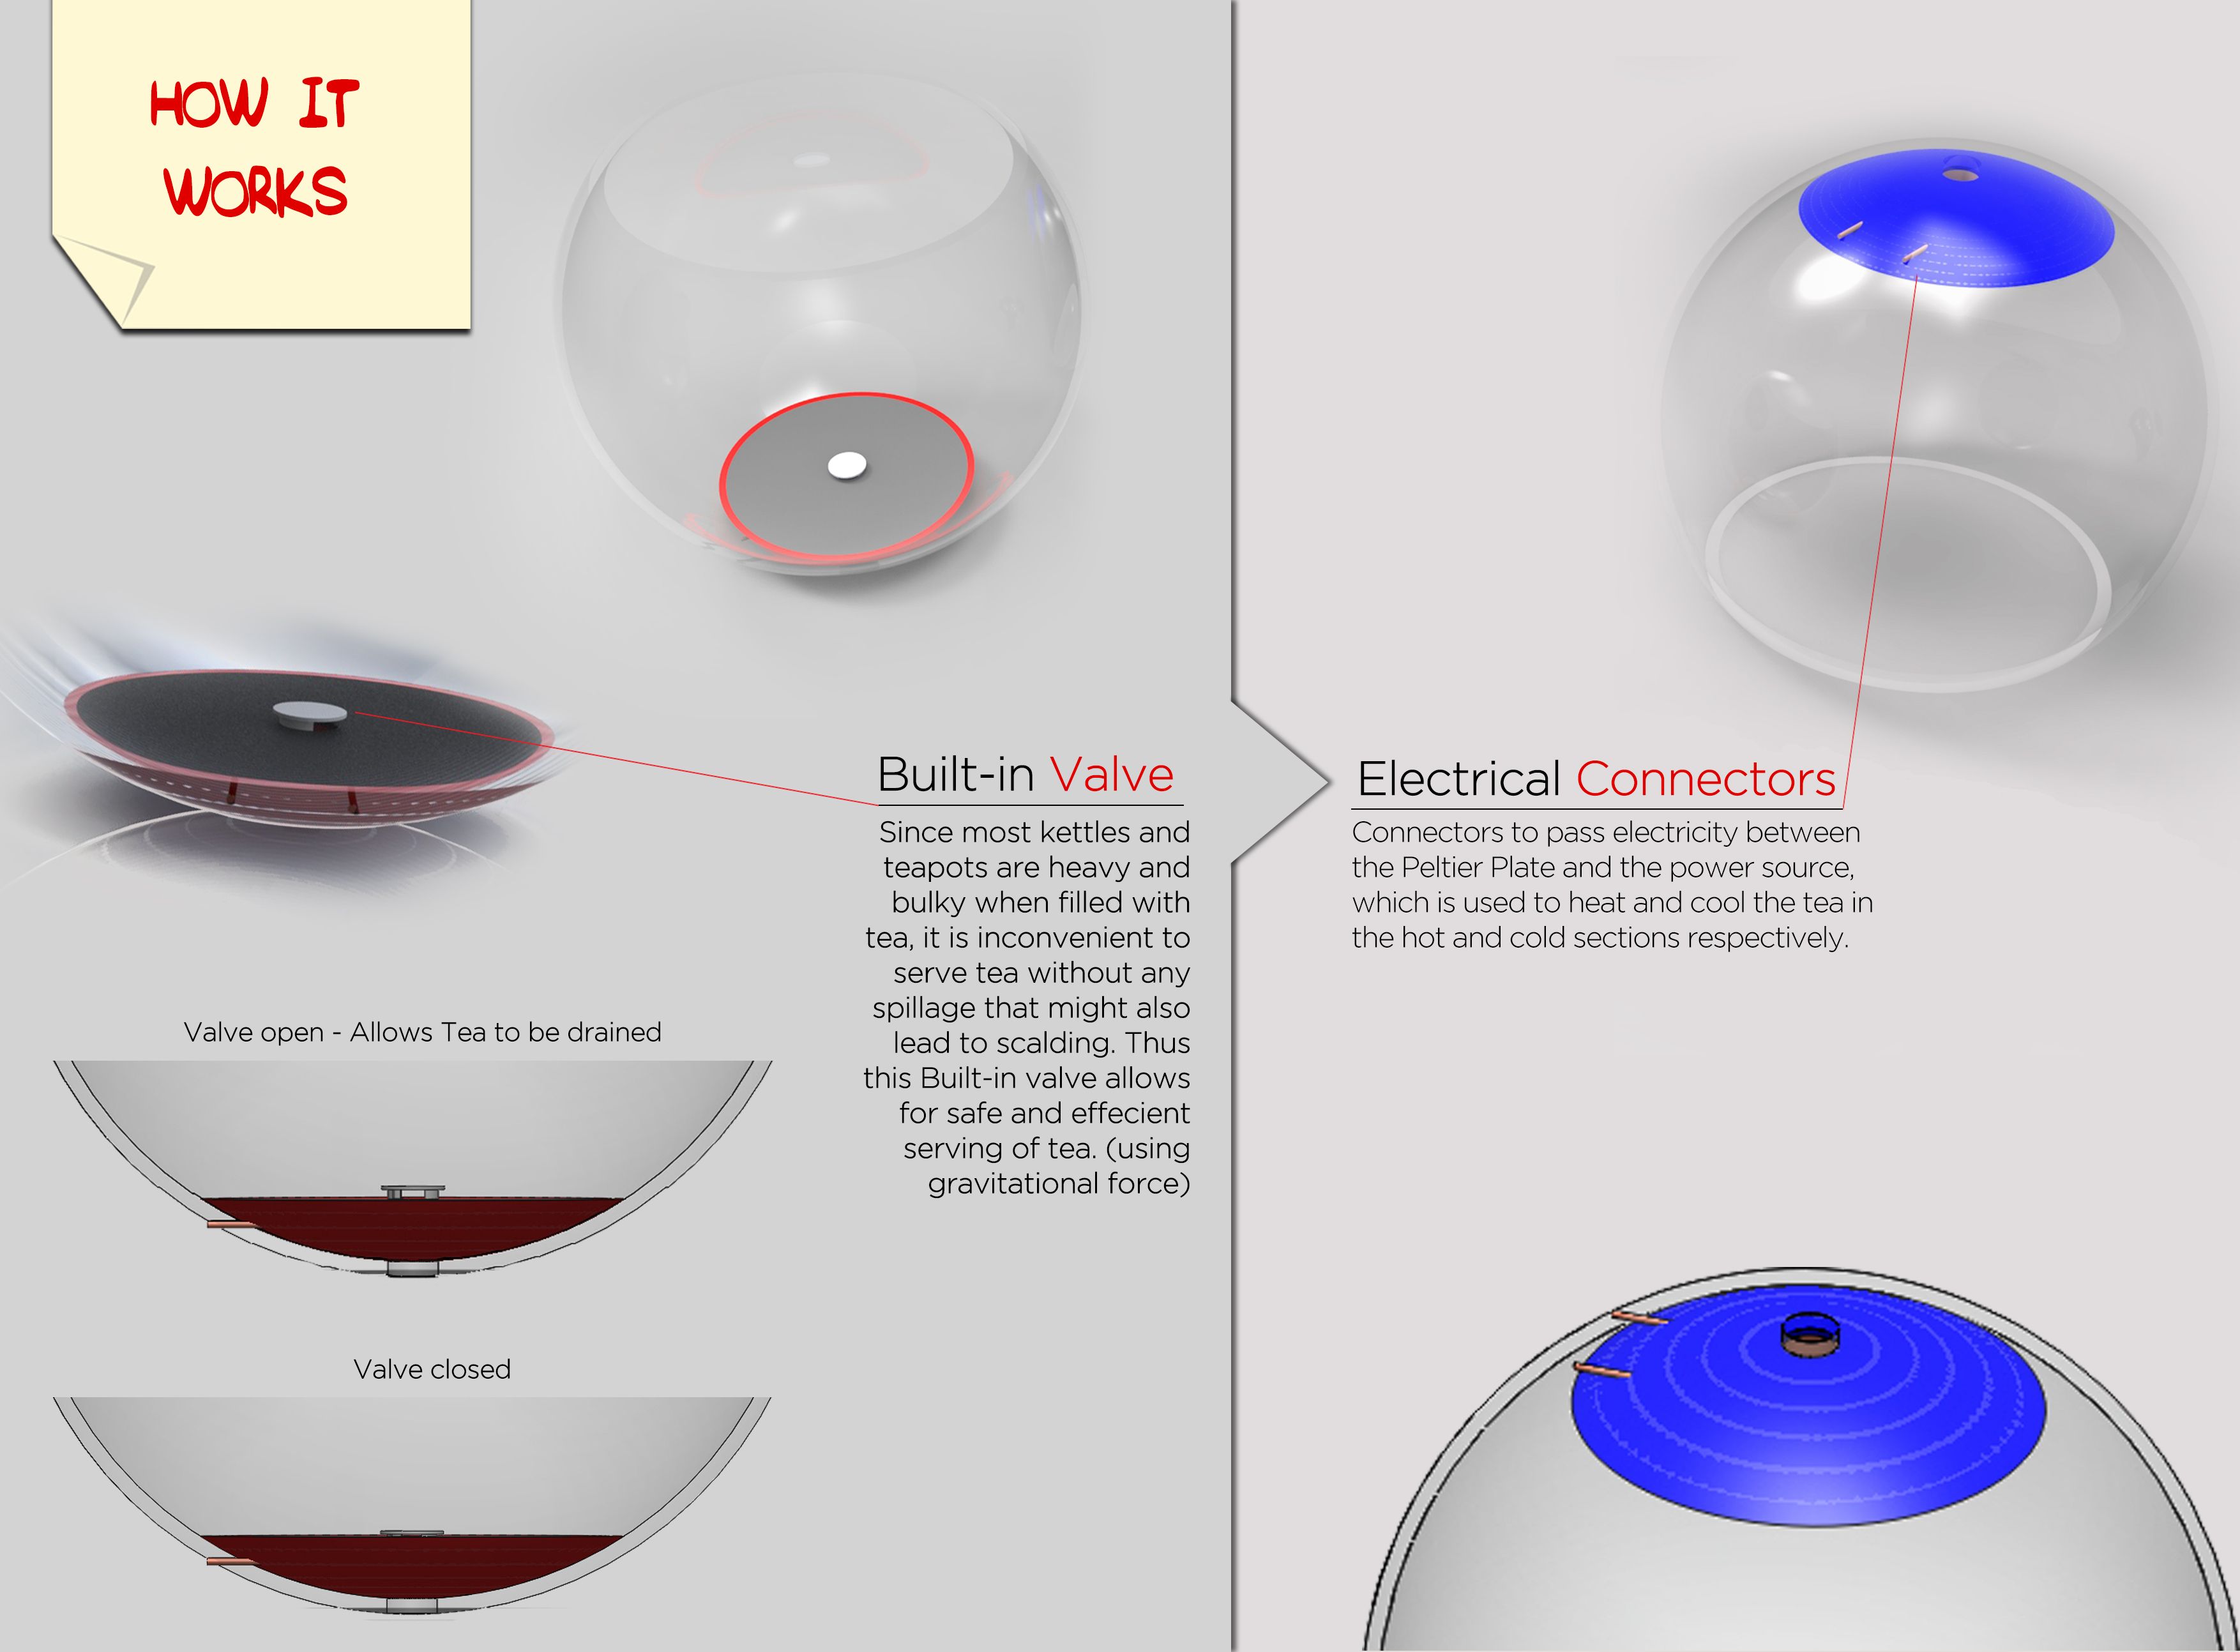 HOW IT
WORKS
Built-in Valve
Since most kettles and
teapots are heavy and
bulky when filled with
tea, it is inconvenient to
serve tea without any
spillage that might also
lead to scalding. Thus
this Built-in valve allows
for safe and effecient
serving of tea. (using
gravitational force)
Valve open - Allows Tea to be drained
Valve closed
Electrical Connectors
Connectors to pass electricity between
the Peltier Plate and the power source,
which is used to heat and cool the tea in
the hot and cold sections respectively.